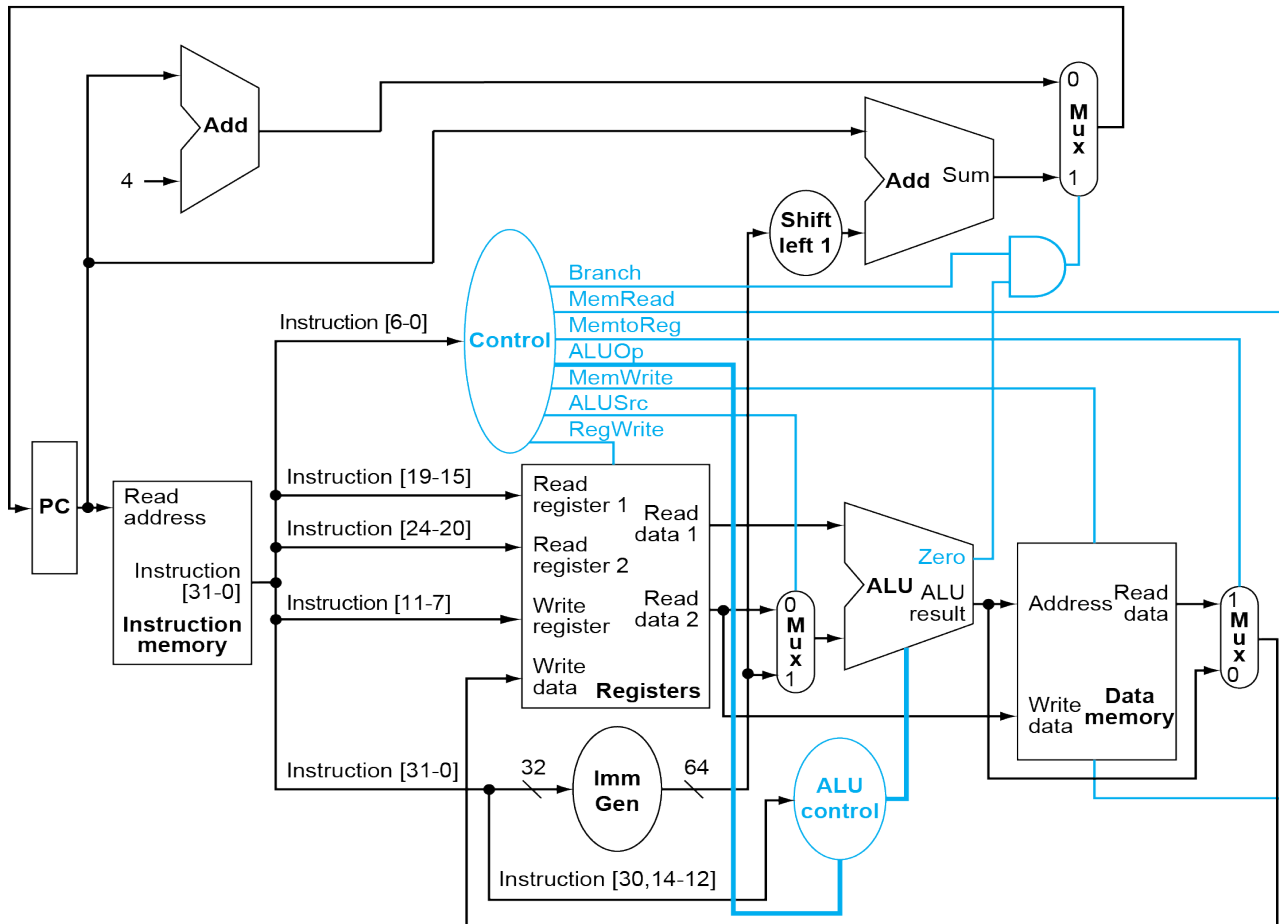 0
Mux
1
Add
4
Add Sum
Shift
left 1
Branch
MemRead
MemtoReg
ALUOp
MemWrite
ALUSrc
RegWrite
Instruction [6-0]
Control
PC
Read
address
Instruction
[31-0]
Instruction
memory
Instruction [19-15]
Instruction [24-20]
Instruction [11-7]
Instruction [31-0]
Read
register 1
Read
register 2
Write
register
Write
data
Read
data 1
Read
data 2
Registers
0
Mux
1
Zero
ALU
ALU
result
Address
Read
data
Write
data
Data
memory
1
Mux
0
32
Imm
Gen
64
ALU
control
Instruction [30,14-12]